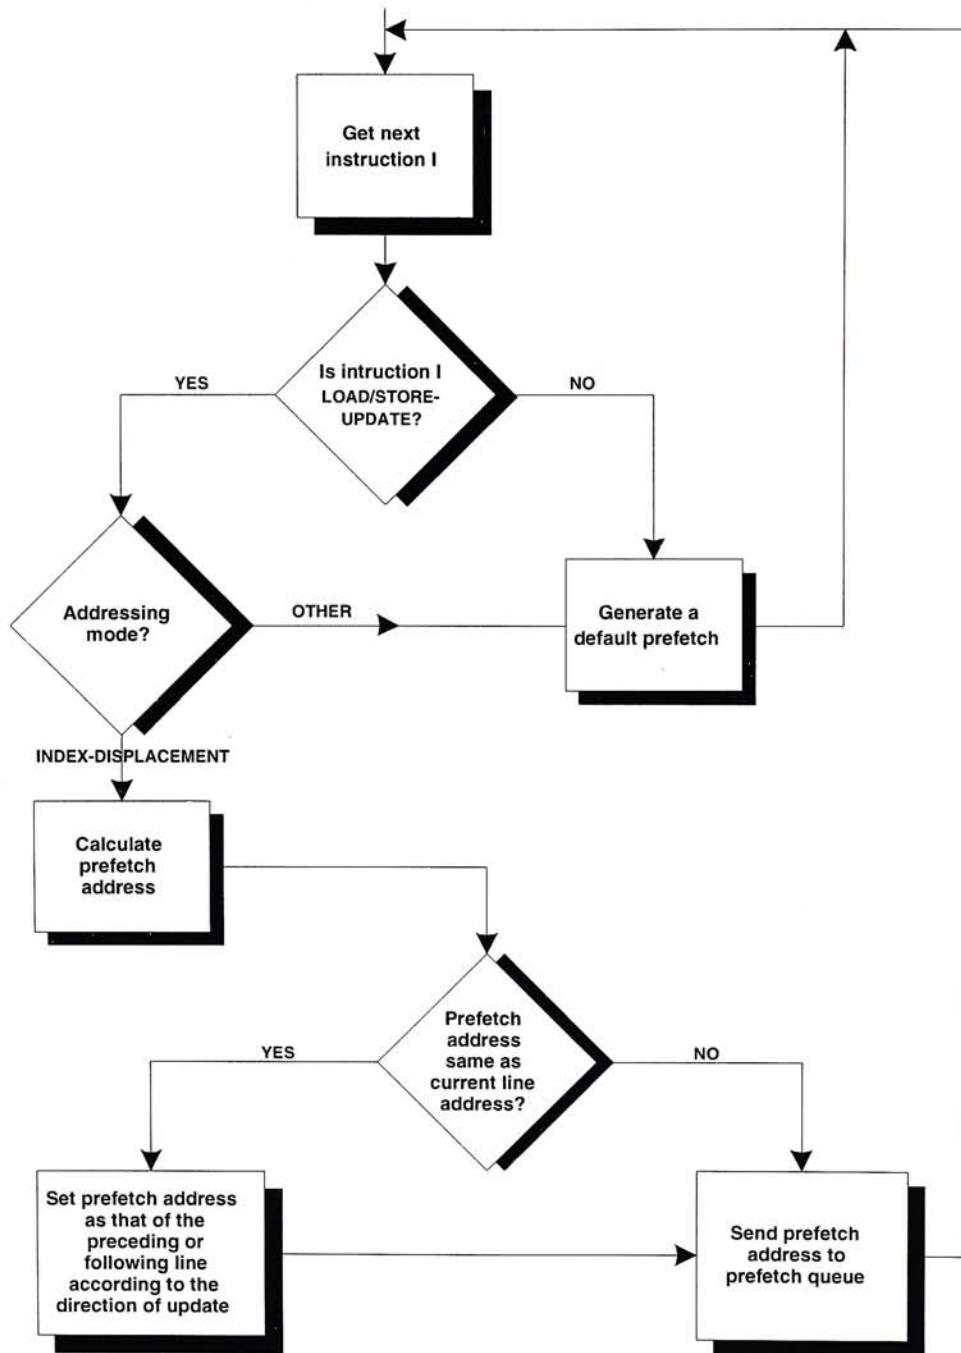 Get next
instruction I
Is intruction I
LOAD/STORE-
UPDATE?
YES
NO
Addressing
mode?
OTHER
Generate a
default prefetch
INDEX-DISPLACEMENT
Calculate
prefetch
address
Prefetch
address
same as
current line
address?
YES
NO
Set prefetch address
as that of the
preceding or
following line
according to the
direction of update
Send prefetch
address to
prefetch queue